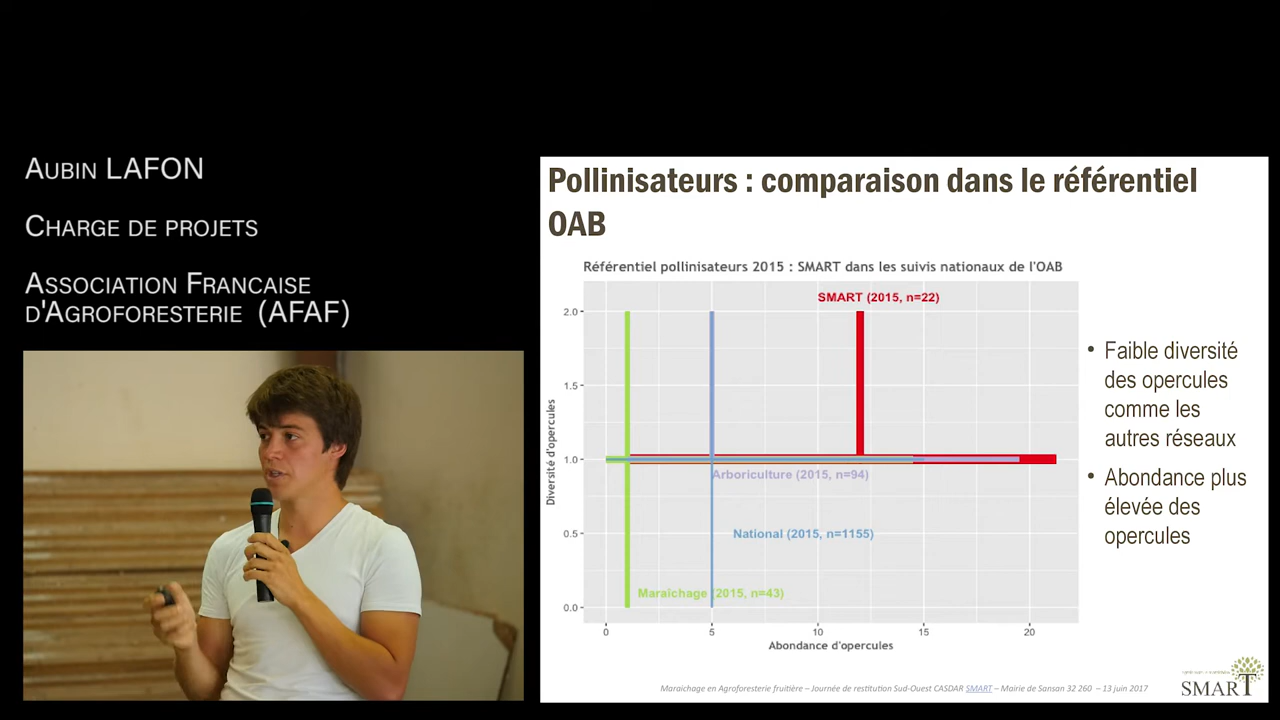 AUBIN LAFON
CHARGE DE PROJETS
ASSOCIATION FRANCAISE
D'AGROFORESTERIE (AFAF)
Pollinisateurs : comparaison dans le référentiel
OAB
Référentiel pollinisateurs 2015 : SMART dans les suivis nationaux de l'OAB
SMART (2015, n=22)
2.0
1.5
1.0
0.5
0.0
Diversité d'opercules
Arboriculture (2015, n=94)
National (2015, n=1155)
Maraîchage (2015, n=43)
0 5 10 15 20
Abondance d'opercules
• Faible diversité
des opercules
comme les
autres réseaux
• Abondance plus
élevée des
opercules
Maraichage en Agroforesterie fruitière – Journée de restitution Sud-Ouest CASDAR SMART – Mairie de Sansan 32 260 – 13 juin 2017
SMART